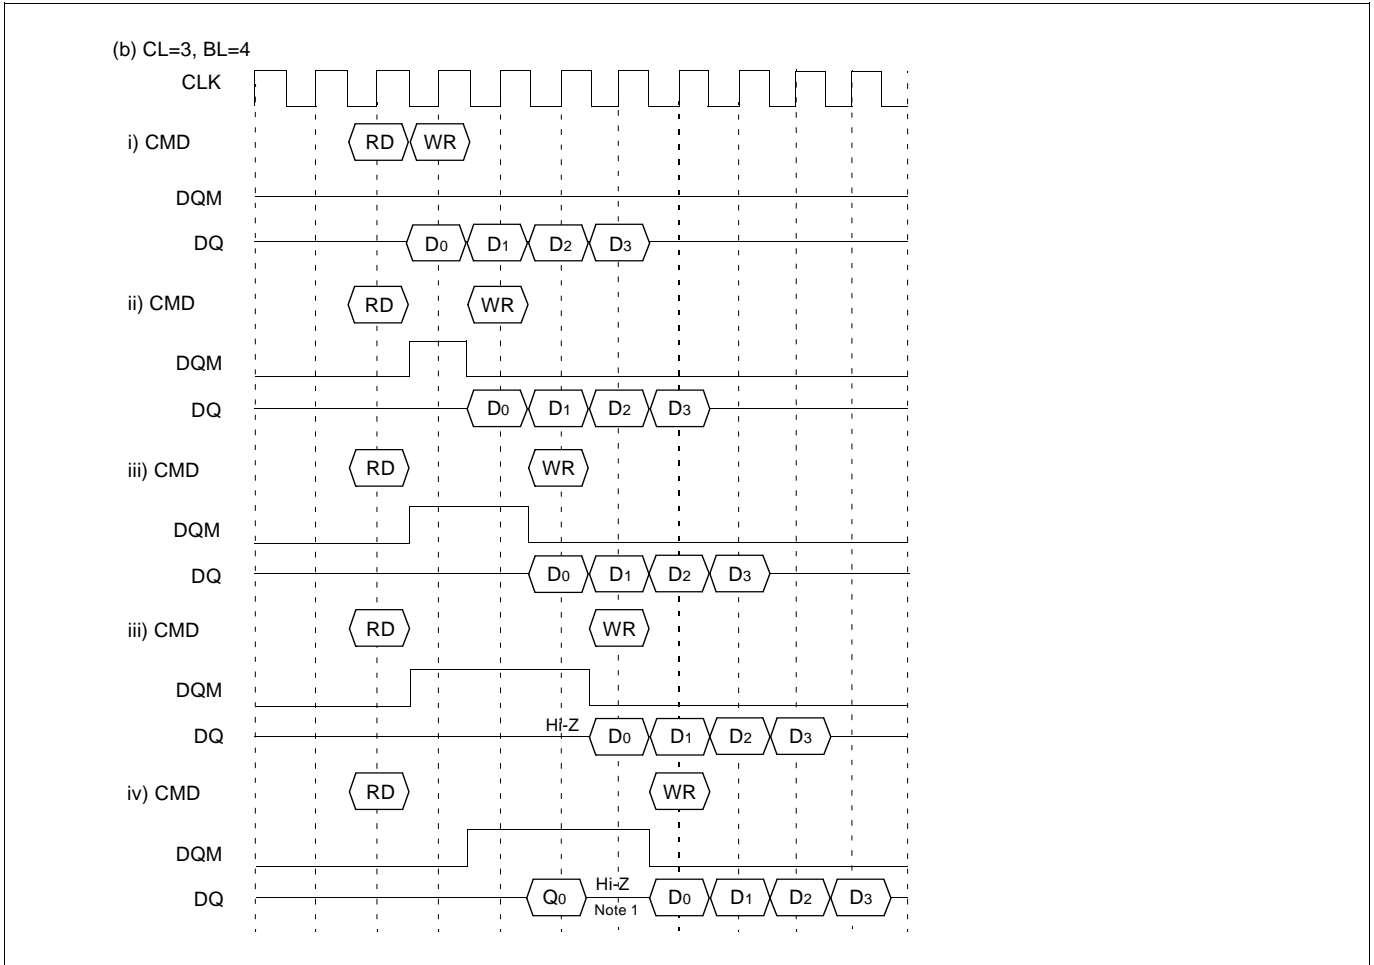 (b) CL=3, BL=4
CLK
i) CMD RD WR
DQM
DQ D0 D1 D2 D3
ii) CMD RD WR
DQM
DQ D0 D1 D2 D3
iii) CMD RD WR
DQM
DQ D0 D1 D2 D3
iii) CMD RD WR
DQM
DQ Hi-Z D0 D1 D2 D3
iv) CMD RD WR
DQM
DQ Q0 Hi-Z D0 D1 D2 D3
Note 1